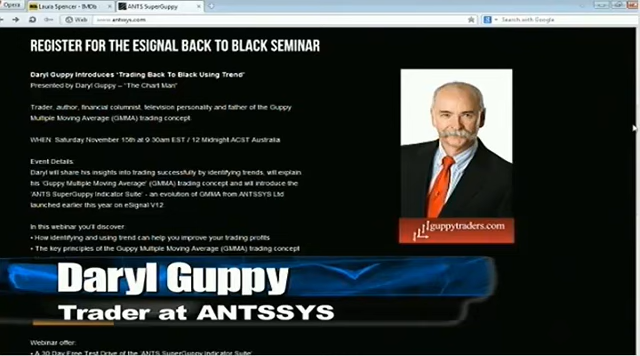 Opera
Laura Spencer - IMDb
ANTS SuperGuppy
Web
www.antssys.com
Search with Google
REGISTER FOR THE ESIGNAL BACK TO BLACK SEMINAR
Daryl Guppy Introduces 'Trading Back To Black Using Trend'
Presented by Daryl Guppy – "The Chart Man"
Trader, author, financial columnist, television personality and father of the Guppy
Multiple Moving Average (GMMA) trading concept
WHEN: Saturday November 15th at 9.30am EST / 12 Midnight ACST Australia
Event Details:
Daryl will share his insights into trading successfully by identifying trends, will explain
his 'Guppy Multiple Moving Average' (GMMA) trading concept and will introduce the
'ANTS SuperGuppy Indicator Suite' - an evolution of GMMA from ANTSSYS Ltd
launched earlier this year on eSignal V12
In this webinar you'll discover:
• How identifying and using trend can help you improve your trading profits
• The key principles of the Guppy Multiple Moving Average (GMMA) trading concept
guppytraders.com
Daryl Guppy
Trader at ANTSSYS
Webinar offer:
• A 30 Day Free Test Drive of the 'ANTS SuperGuppy Indicator Suite'